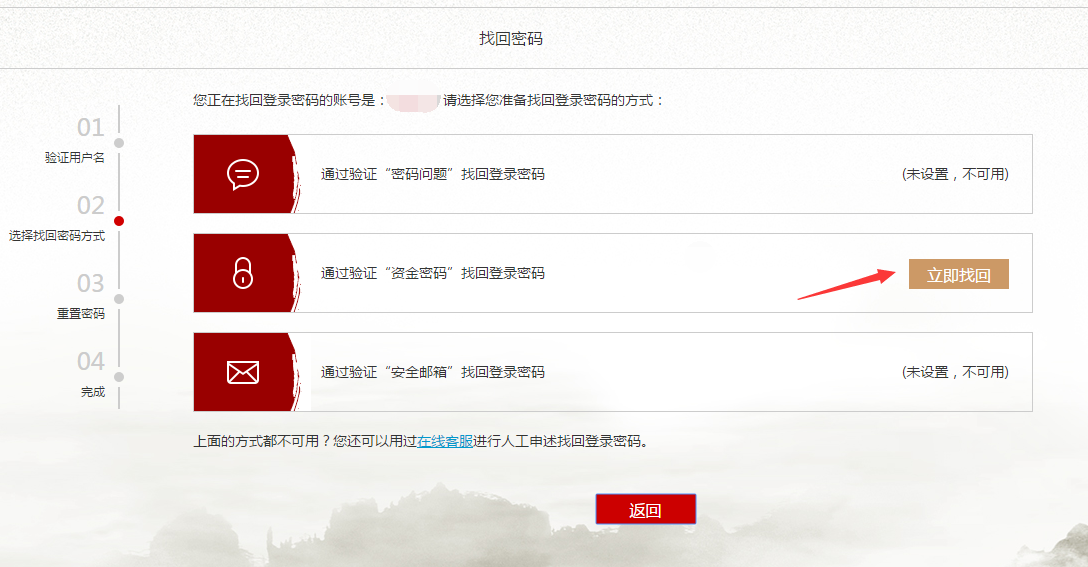 找回密码
您正在找回登录密码的账号是： 请选择您准备找回登录密码的方式：
01
验证用户名
02
选择找回密码方式
03
重置密码
04
完成
通过验证“密码问题”找回登录密码 (未设置，不可用)
通过验证“资金密码”找回登录密码 立即找回
通过验证“安全邮箱”找回登录密码 (未设置，不可用)
上面的方式都不可用？您还可以用过在线客服进行人工申述找回登录密码。
返回